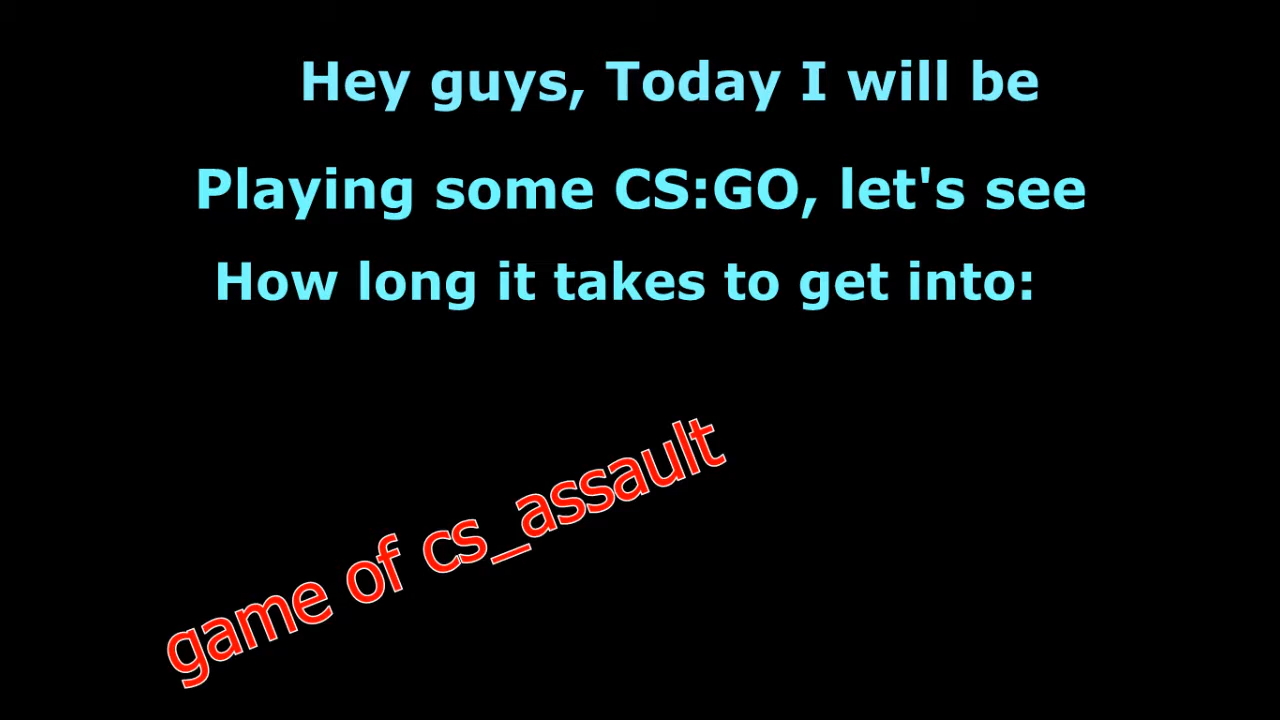 Hey guys, Today I will be
Playing some CS:GO, let's see
How long it takes to get into:
game of cs_assault